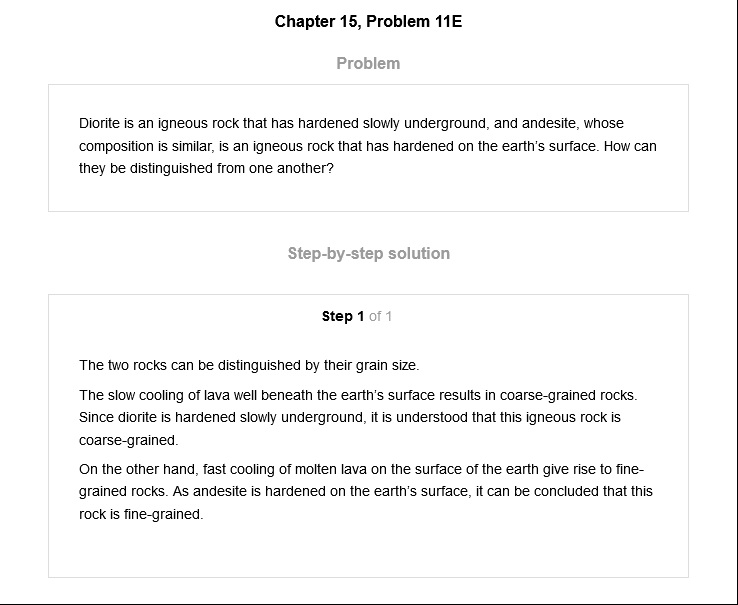 Chapter 15, Problem 11E
Problem
Diorite is an igneous rock that has hardened slowly underground, and andesite, whose
composition is similar, is an igneous rock that has hardened on the earth's surface. How can
they be distinguished from one another?
Step-by-step solution
Step 1 of 1
The two rocks can be distinguished by their grain size.
The slow cooling of lava well beneath the earth's surface results in coarse-grained rocks.
Since diorite is hardened slowly underground, it is understood that this igneous rock is
coarse-grained.
On the other hand, fast cooling of molten lava on the surface of the earth give rise to fine-
grained rocks. As andesite is hardened on the earth's surface, it can be concluded that this
rock is fine-grained.